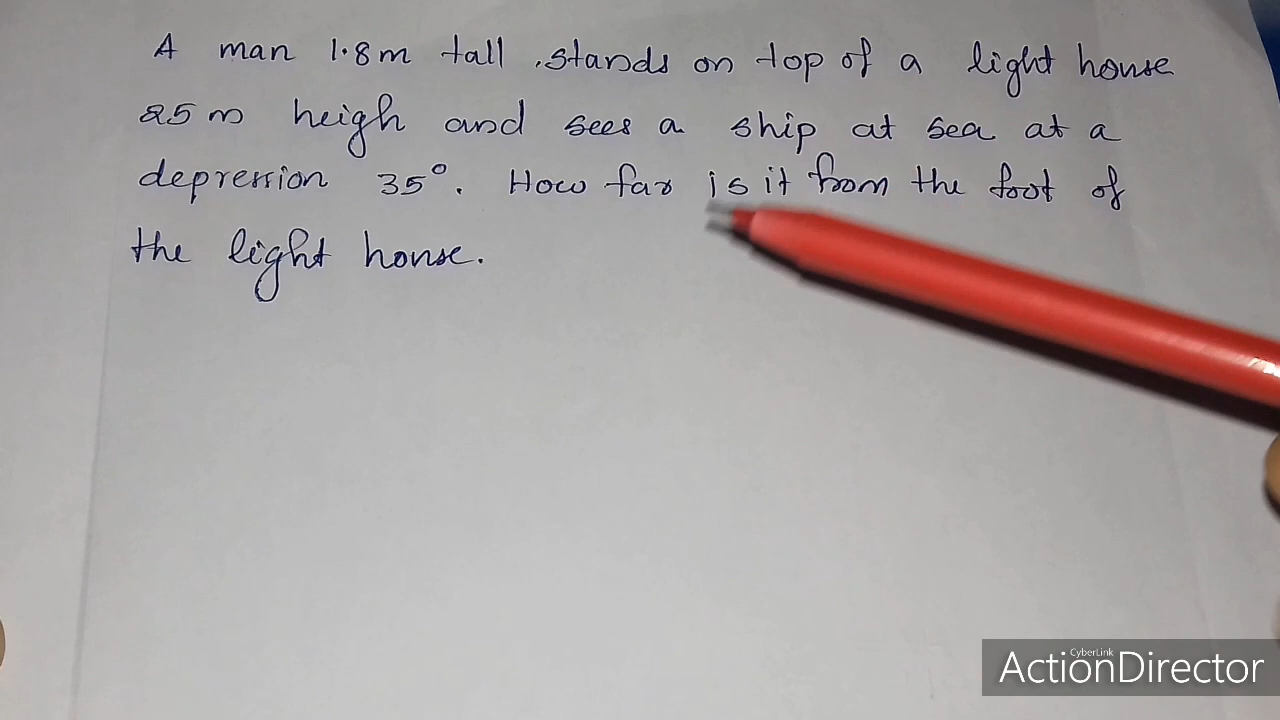 A man 1.8m tall .stands on top of a light house
25 m heigh and sees a ship at sea at a
depression 35°. How far is it from the foot of
the light house.
CyberLink
ActionDirector